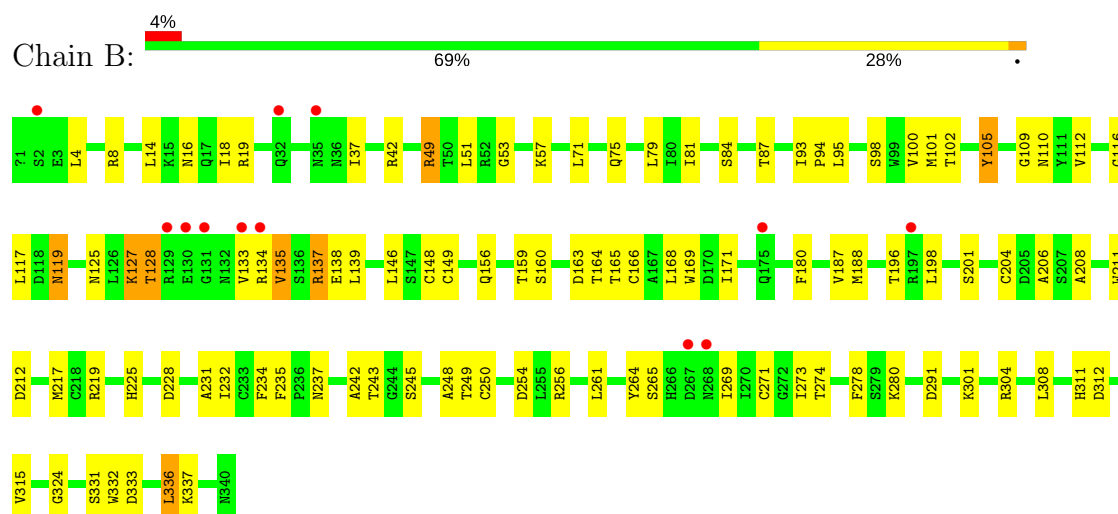 4%
Chain B:
69% 28% •
?1 S2 E3 L4 R8 L14 K15 N16 Q17 I18 R19 Q32 N35 N36 I37 R42 R49 T50 L51 R52 G53 K57 L71 Q75 L79 I80 I81 S84 T87 I93 P94 L95 S98 V99 V100 M101 T102 Y105 G109 N110 Y111 V112 G116
L117 D118 N119 N125 L126 K127 T128 R129 E130 G131 N132 V133 R134 V135 S136 R137 E138 L139 L146 S147 C148 C149 Q156 T159 S160 D163 T164 T165 C166 A167 L168 W169 D170 I171 Q175 F180 V187 M188 T196 R197 L198 S201 C204 D205 A206 S207 A208 W211
D212 M217 C218 R219 H225 D228 A231 I232 C233 F234 F235 P236 N237 A242 T243 G244 S245 A248 T249 C250 D254 L255 R256 L261 Y264 S265 H266 D267 N268 I269 I270 C271 G272 I273 T274 F278 S279 K280 D291 K301 R304 L308 H311 D312
V315 G324 S331 W332 D333 L336 K337 N340